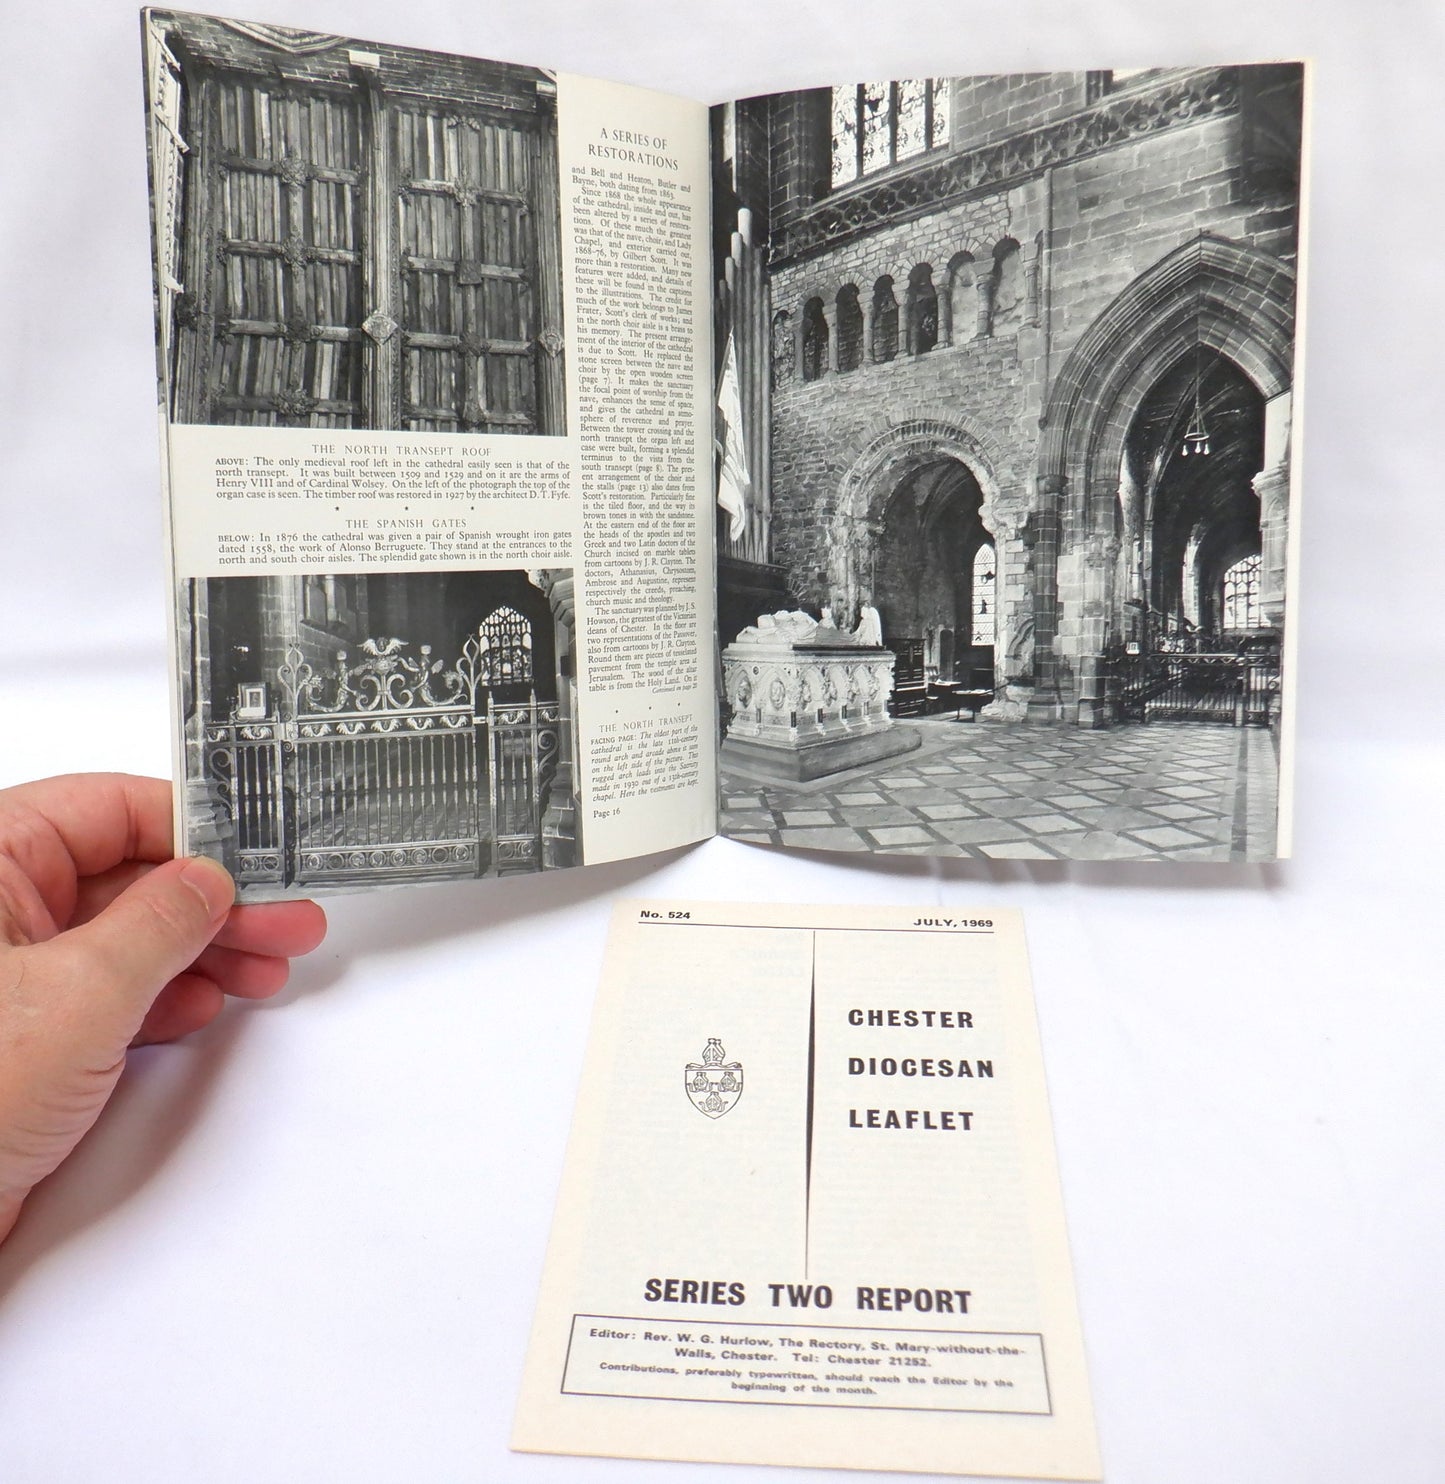 THE NORTH TRANSEPT ROOF
ABOVE: The only medieval roof left in the cathedral easily seen is that of the
north transept. It was built between 1509 and 1529 and on it are the arms of
Henry VIII and of Cardinal Wolsey. On the left of the photograph the top of the
organ case is seen. The timber roof was restored in 1927 by the architect D. T. Fyfe.
* * *
THE SPANISH GATES
BELOW: In 1876 the cathedral was given a pair of Spanish wrought iron gates
dated 1558, the work of Alonso Berruguete. They stand at the entrances to the
north and south choir aisles. The splendid gate shown is in the north choir aisle.
A SERIES OF
RESTORATIONS
and Bell and Heaton, Butler and
Bayne, both dating from 1863.
Since 1868 the whole appearance
of the cathedral, inside and out, has
been altered by a series of restora-
tions. Of these much the greatest
was that of the nave, choir, and Lady
Chapel, and exterior carried out,
1868-76, by Gilbert Scott. It was
more than a restoration. Many new
features were added, and details of
these will be found in the captions
to the illustrations. The credit for
much of the work belongs to James
Frater, Scott's clerk of works; and
in the north choir aisle is a brass to
his memory. The present arrange-
ment of the interior of the cathedral
is due to Scott. He replaced the
stone screen between the nave and
choir by the open wooden screen
(page 7). It makes the sanctuary
the focal point of worship from the
nave, enhances the sense of space,
and gives the cathedral an atmo-
sphere of reverence and prayer.
Between the tower crossing and the
north transept the organ left and
case were built, forming a splendid
terminus to the vista from the
south transept (page 8). The pre-
sent arrangement of the choir and
the stalls (page 13) also dates from
Scott's restoration. Particularly fine
is the tiled floor, and the way its
brown tones in with the sandstone.
At the eastern end of the floor are
the heads of the apostles and two
Greek and two Latin doctors of the
Church incised on marble tablets
from cartoons by J. R. Clayton. The
doctors, Athanasius, Chrysostom,
Ambrose and Augustine, represent
respectively the creeds, preaching,
church music and theology.
The sanctuary was planned by J. S.
Howson, the greatest of the Victorian
deans of Chester. In the floor are
two representations of the Passover,
also from cartoons by J. R. Clayton.
Round them are pieces of tesselated
pavement from the temple area at
Jerusalem. The wood of the altar
table is from the Holy Land. On it
Continued on page 20
* * *
THE NORTH TRANSEPT
FACING PAGE: The oldest part of the
cathedral is the late 11th-century
round arch and arcade above it seen
on the left side of the picture. This
rugged arch leads into the Sacristy
made in 1930 out of a 13th-century
chapel. Here the vestments are kept.
Page 16
No. 524 JULY, 1969
CHESTER
DIOCESAN
LEAFLET
SERIES TWO REPORT
Editor: Rev. W. G. Hurlow, The Rectory, St. Mary-without-the-
Walls, Chester. Tel: Chester 21252.
Contributions, preferably typewritten, should reach the Editor by the
beginning of the month.